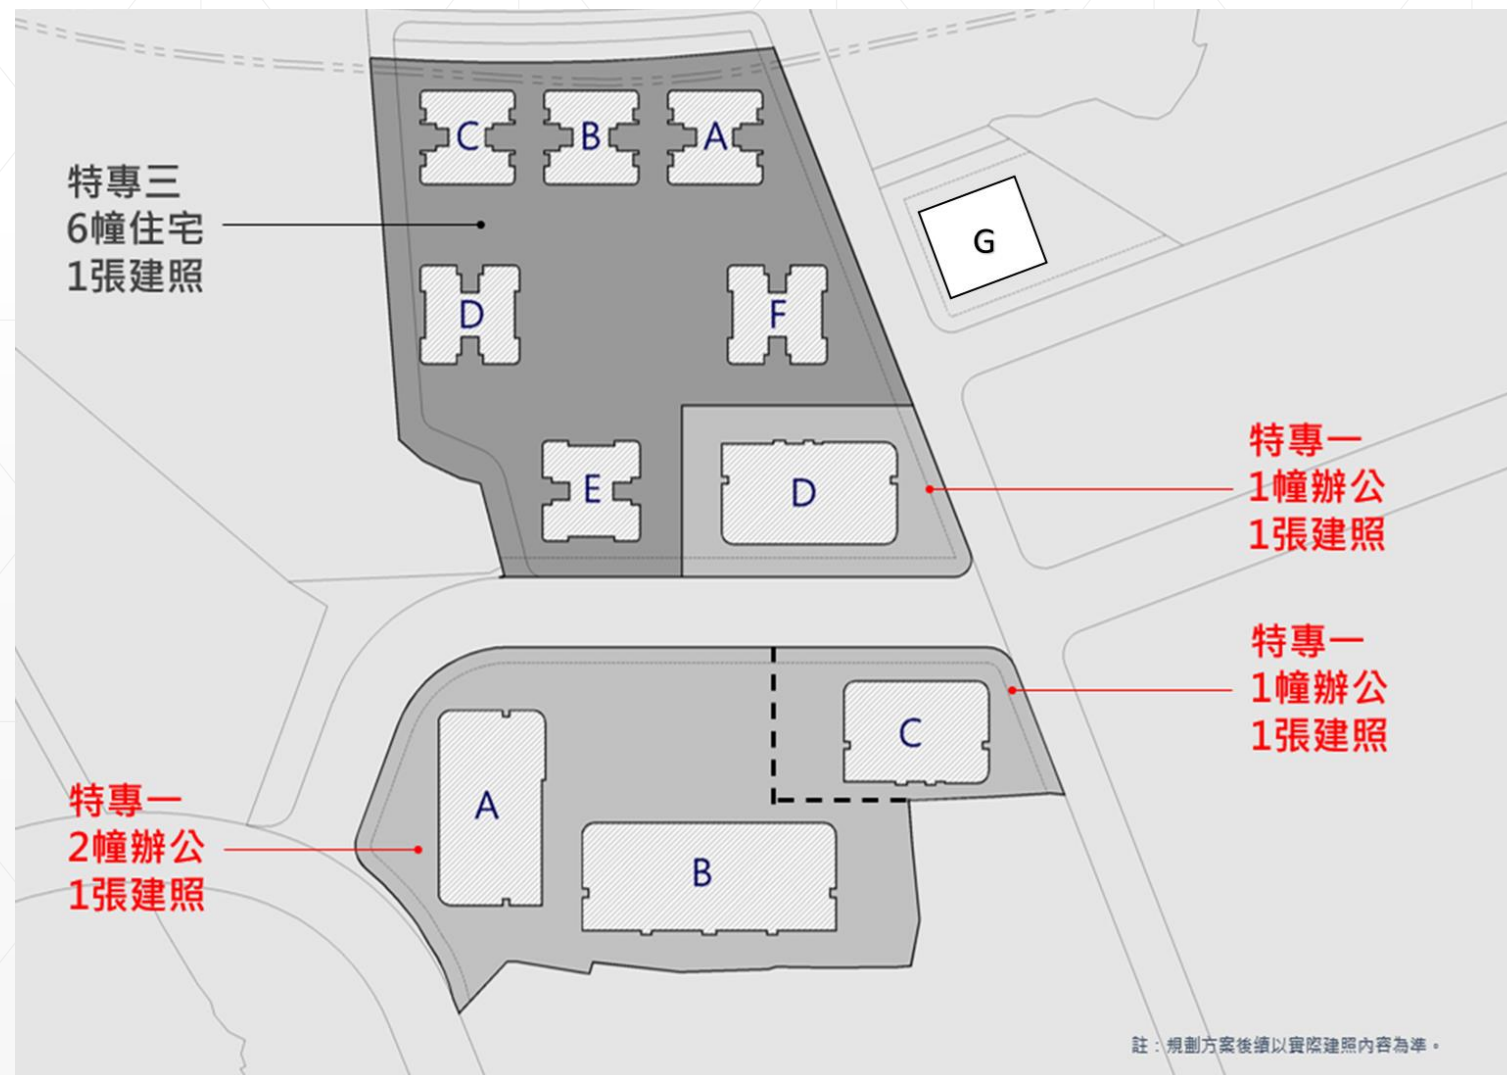 C
B
A
特專三
6幢住宅
1張建照
G
D
F
特專一
1幢辦公
1張建照
E
D
特專一
1幢辦公
1張建照
C
A
特專一
2幢辦公
1張建照
B
註：規劃方案後續以實際建照內容為準。